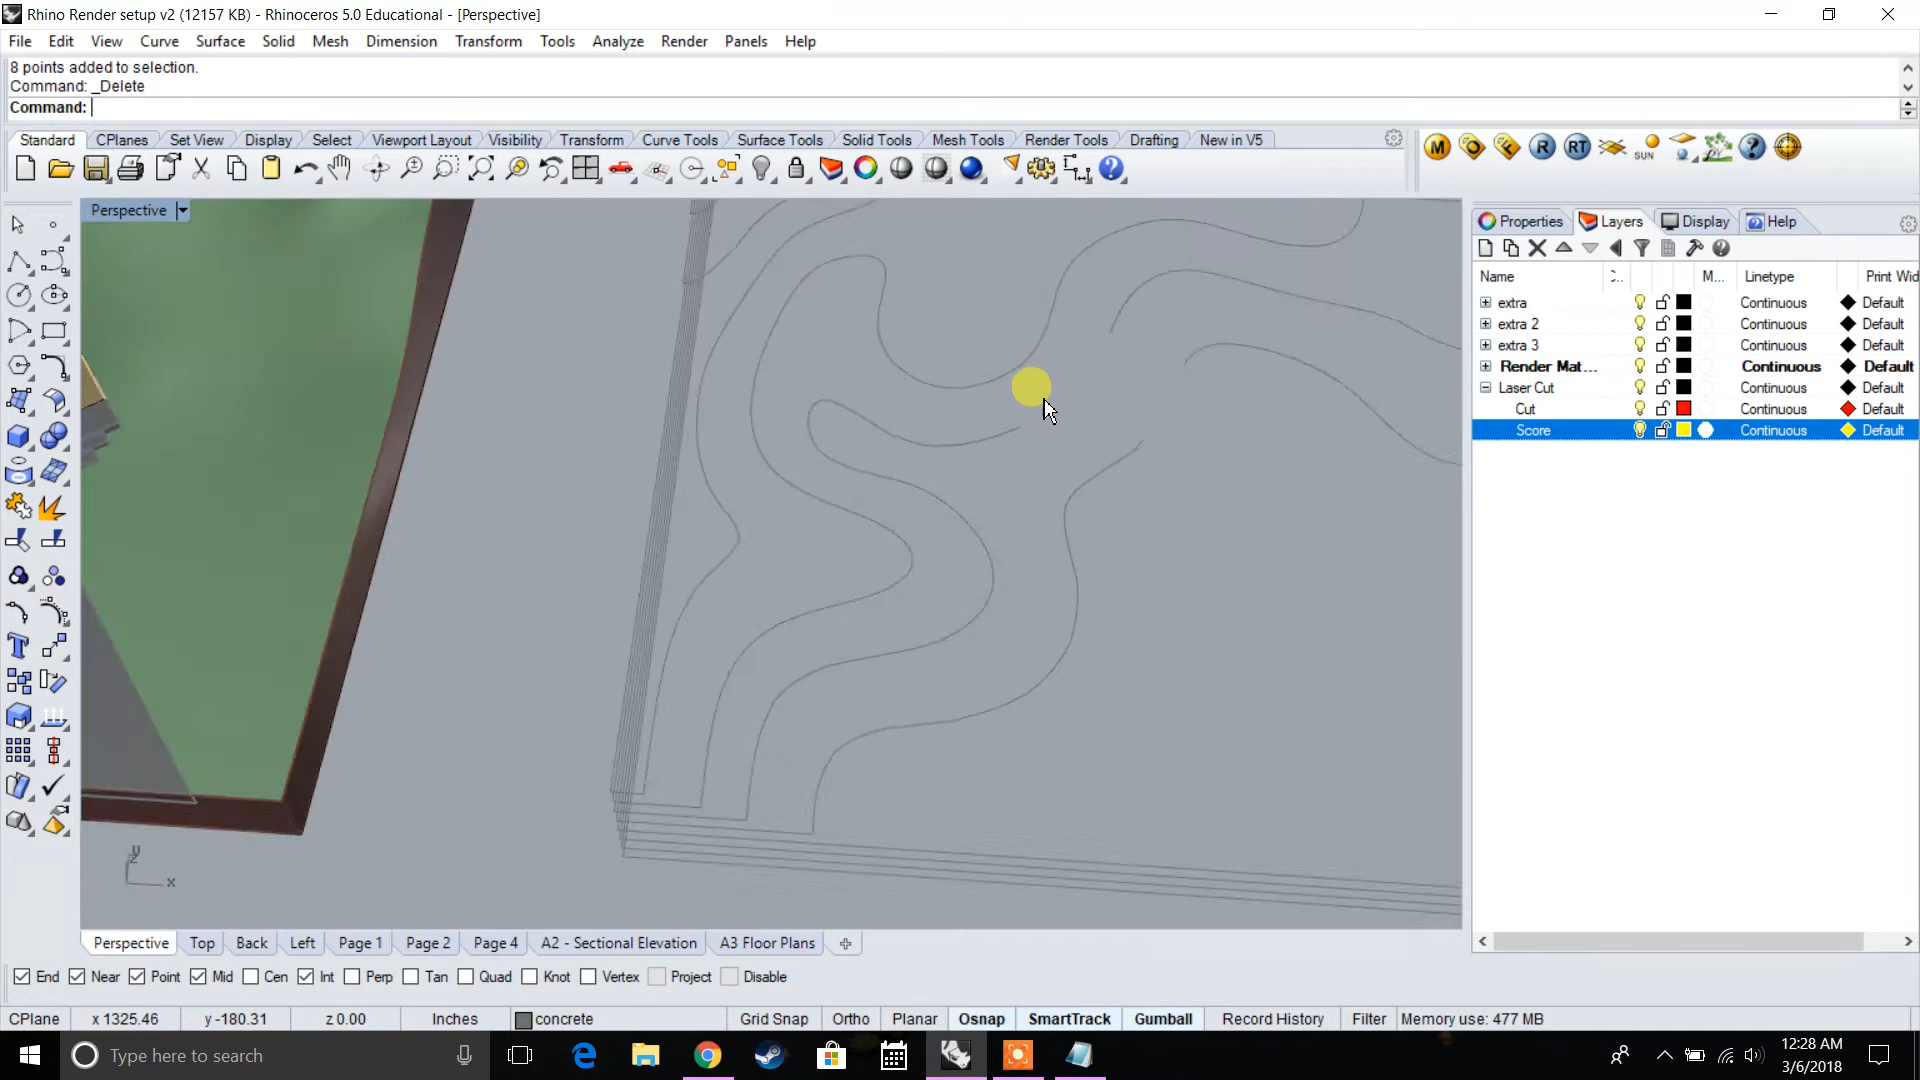 Rhino Render setup v2 (12157 KB) - Rhinoceros 5.0 Educational - [Perspective]
File Edit View Curve Surface Solid Mesh Dimension Transform Tools Analyze Render Panels Help
8 points added to selection.
Command: _Delete
Command:
Standard CPlanes Set View Display Select Viewport Layout Visibility Transform Curve Tools Surface Tools Solid Tools Mesh Tools Render Tools Drafting New in V5
M R RT SUN
Perspective
Properties Layers Display Help
Name M... Linetype Print Wid
extra Continuous Default
extra 2 Continuous Default
extra 3 Continuous Default
Render Mat... Continuous Default
Laser Cut Continuous Default
Cut Continuous Default
Score Continuous Default
y
z
x
Perspective Top Back Left Page 1 Page 2 Page 4 A2 - Sectional Elevation A3 Floor Plans
End Near Point Mid Cen Int Perp Tan Quad Knot Vertex Project Disable
CPlane x 1325.46 y -180.31 z 0.00 Inches concrete Grid Snap Ortho Planar Osnap SmartTrack Gumball Record History Filter Memory use: 477 MB
Type here to search
12:28 AM
3/6/2018